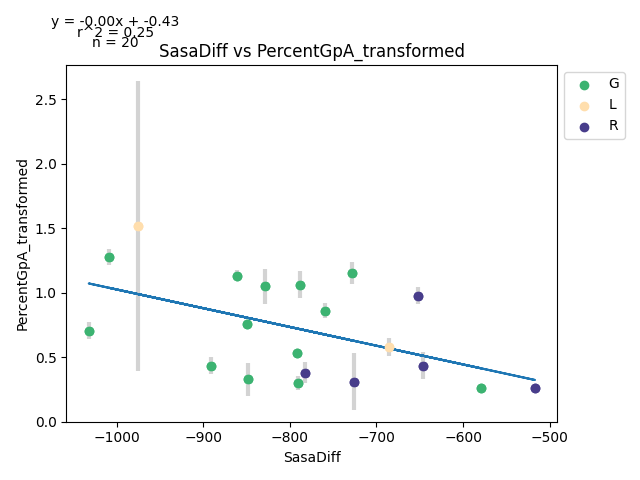 y = -0.00x + -0.43
r^2 = 0.25
n = 20
SasaDiff vs PercentGpA_transformed
G
L
R
PercentGpA_transformed
2.5
2.0
1.5
1.0
0.5
0.0
−1000 −900 −800 −700 −600 −500
SasaDiff